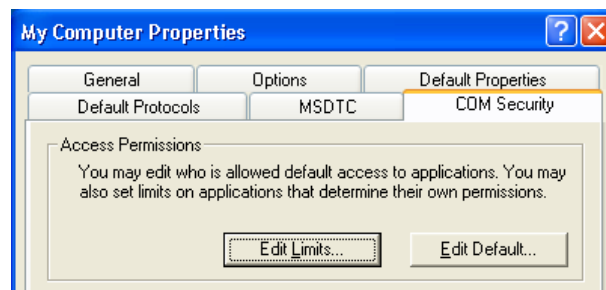 My Computer Properties
General Options Default Properties
Default Protocols MSDTC COM Security
Access Permissions
You may edit who is allowed default access to applications. You may
also set limits on applications that determine their own permissions.
Edit Limits... Edit Default...